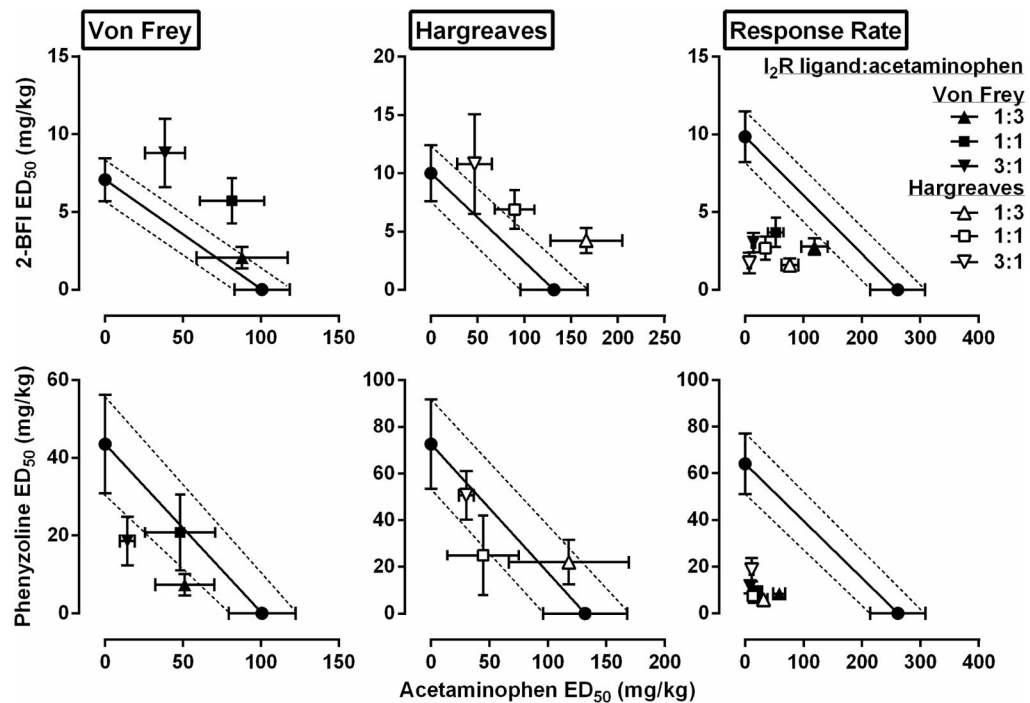 Von Frey
Hargreaves
Response Rate
I₂R ligand:acetaminophen
Von Frey
1:3
1:1
3:1
Hargreaves
1:3
1:1
3:1
2-BFI ED₅₀ (mg/kg)
15
10
5
0
0 50 100 150
20
15
10
5
0
0 50 100 150 200 250
15
10
5
0
0 100 200 300 400
Phenyzoline ED₅₀ (mg/kg)
60
40
20
0
0 50 100 150
100
80
60
40
20
0
0 50 100 150 200
100
80
60
40
20
0
0 100 200 300 400
Acetaminophen ED₅₀ (mg/kg)